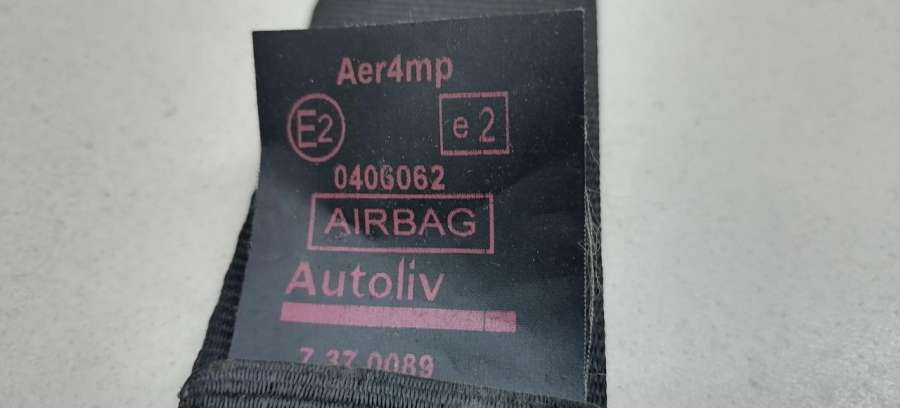 Aer4mp
E2 e 2
0406062
AIRBAG
Autoliv
7.37.0089